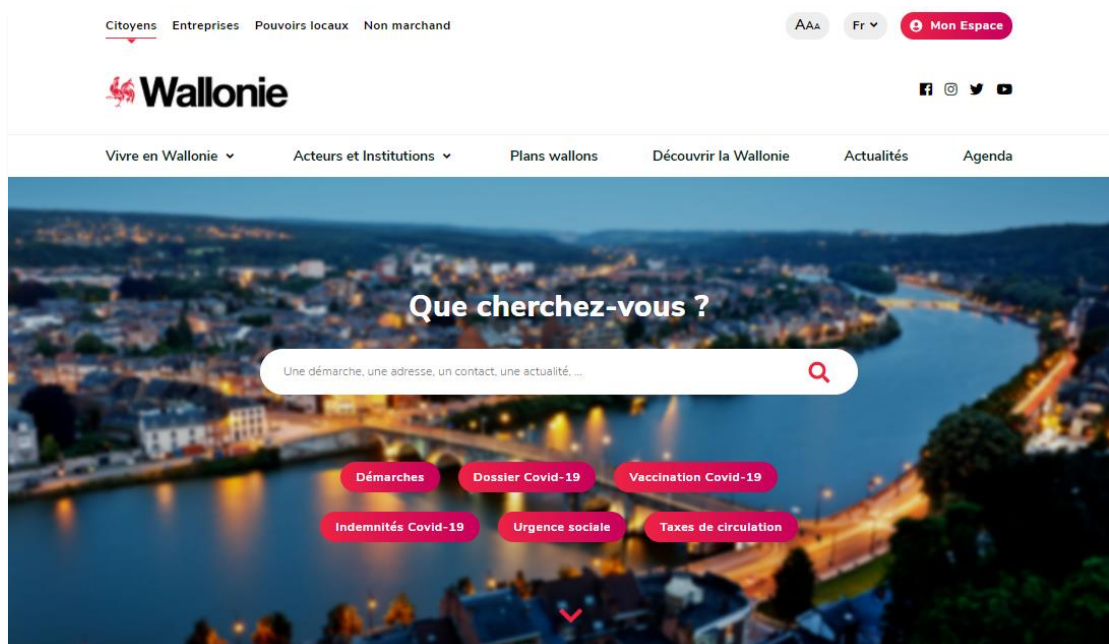 Citoyens Entreprises Pouvoirs locaux Non marchand AAA Fr Mon Espace
Wallonie
Vivre en Wallonie Acteurs et Institutions Plans wallons Découvrir la Wallonie Actualités Agenda
Que cherchez-vous ?
Une démarche, une adresse, un contact, une actualité, ...
Démarches Dossier Covid-19 Vaccination Covid-19
Indemnités Covid-19 Urgence sociale Taxes de circulation